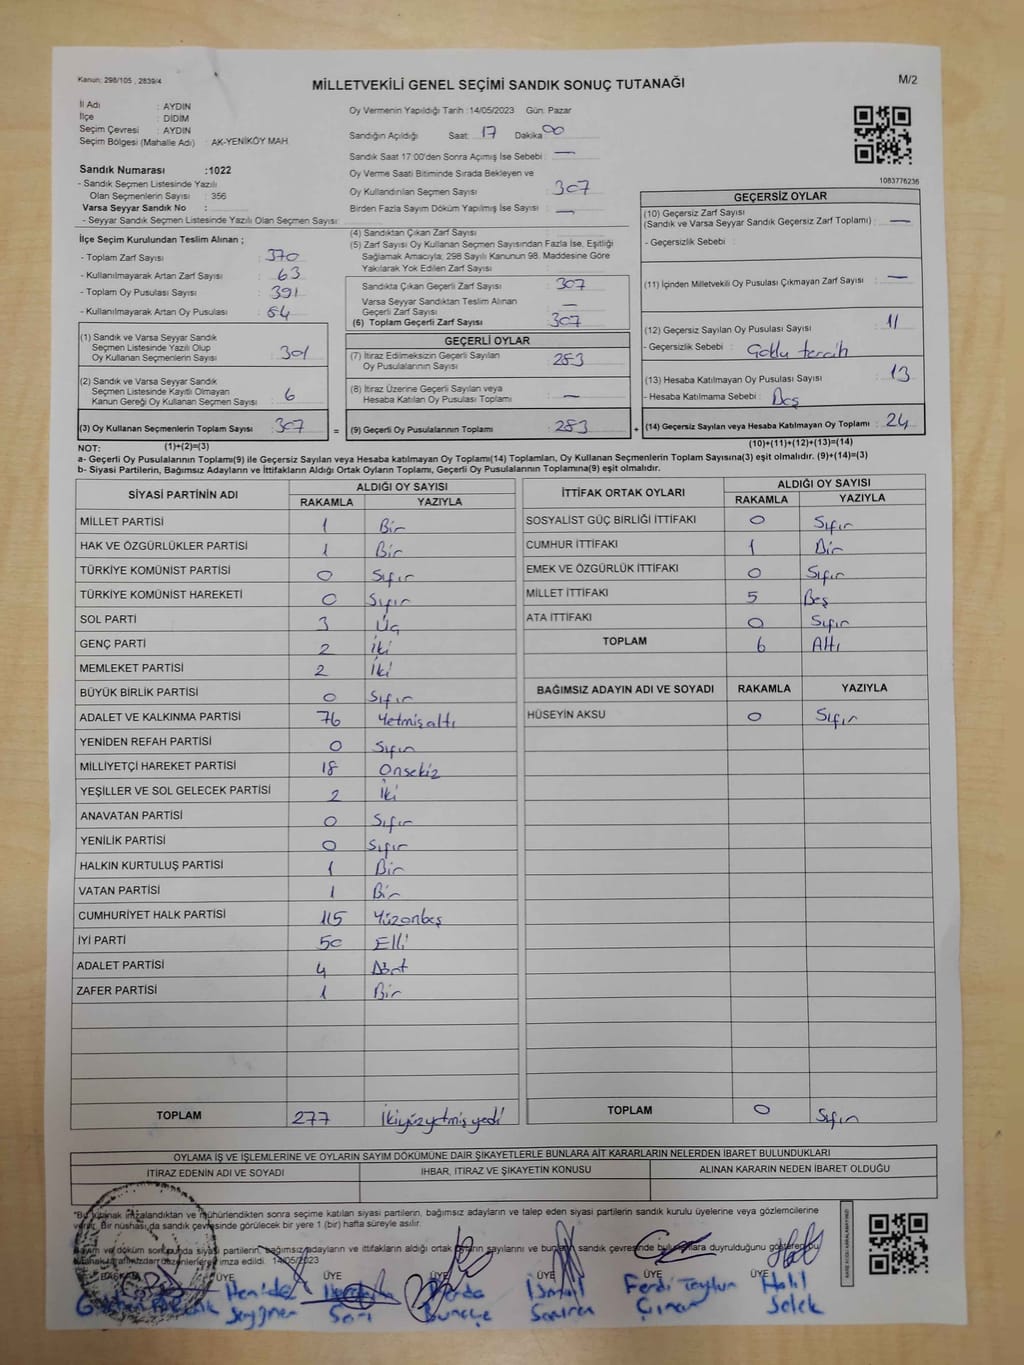 Kanun: 298/105 , 2839/4
M/2
MİLLETVEKİLİ GENEL SEÇİMİ SANDIK SONUÇ TUTANAĞI
İl Adı : AYDIN
İlçe : DİDİM
Seçim Çevresi : AYDIN
Seçim Bölgesi (Mahalle Adı) : AK-YENİKÖY MAH
Sandık Numarası :1022
- Sandık Seçmen Listesinde Yazılı
Olan Seçmenlerin Sayısı : 356
Varsa Seyyar Sandık No :
- Seyyar Sandık Seçmen Listesinde Yazılı Olan Seçmen Sayısı:
Oy Vermenin Yapıldığı Tarih :14/05/2023 Gün: Pazar
Sandığın Açıldığı Saat: 17 Dakika 00
Sandık Saat 17:00'den Sonra Açımış İse Sebebi : —
Oy Verme Saati Bitiminde Sırada Bekleyen ve
Oy Kullandırılan Seçmen Sayısı : 307
Birden Fazla Sayım Döküm Yapılmış İse Sayısı : —
1083776236
İlçe Seçim Kurulundan Teslim Alınan ;
- Toplam Zarf Sayısı : 370
- Kullanılmayarak Artan Zarf Sayısı : 63
- Toplam Oy Pusulası Sayısı : 391
- Kullanılmayarak Artan Oy Pusulası : 84
(1) Sandık ve Varsa Seyyar Sandık
Seçmen Listesinde Yazılı Olup
Oy Kullanan Seçmenlerin Sayısı : 301
(2) Sandık ve Varsa Seyyar Sandık
Seçmen Listesinde Kayıtlı Olmayan
Kanun Gereği Oy Kullanan Seçmen Sayısı : 6
(3) Oy Kullanan Seçmenlerin Toplam Sayısı : 307
(4) Sandıktan Çıkan Zarf Sayısı :
(5) Zarf Sayısı Oy Kullanan Seçmen Sayısından Fazla İse, Eşitliği
Sağlamak Amacıyla; 298 Sayılı Kanunun 98. Maddesine Göre
Yakılarak Yok Edilen Zarf Sayısı :
Sandıkta Çıkan Geçerli Zarf Sayısı : 307
Varsa Seyyar Sandıktan Teslim Alınan
Geçerli Zarf Sayısı : —
(6) Toplam Geçerli Zarf Sayısı : 307
GEÇERLİ OYLAR
(7) İtiraz Edilmeksizin Geçerli Sayılan
Oy Pusulalarının Sayısı : 283
(8) İtiraz Üzerine Geçerli Sayılan veya
Hesaba Katılan Oy Pusulası Toplamı : —
= (9) Geçerli Oy Pusulalarının Toplamı : 283
GEÇERSİZ OYLAR
(10) Geçersiz Zarf Sayısı
(Sandık ve Varsa Seyyar Sandık Geçersiz Zarf Toplamı) : —
- Geçersizlik Sebebi :
(11) İçinden Milletvekili Oy Pusulası Çıkmayan Zarf Sayısı : —
(12) Geçersiz Sayılan Oy Pusulası Sayısı : 11
- Geçersizlik Sebebi : Çoklu tercih
(13) Hesaba Katılmayan Oy Pusulası Sayısı : 13
- Hesaba Katılmama Sebebi : Boş
+ (14) Geçersiz Sayılan veya Hesaba Katılmayan Oy Toplamı : 24
NOT: (1)+(2)=(3)
(10)+(11)+(12)+(13)=(14)
a- Geçerli Oy Pusulalarının Toplamı(9) ile Geçersiz Sayılan veya Hesaba katılmayan Oy Toplamı(14) Toplamları, Oy Kullanan Seçmenlerin Toplam Sayısına(3) eşit olmalıdır. (9)+(14)=(3)
b- Siyasi Partilerin, Bağımsız Adayların ve İttifakların Aldığı Ortak Oyların Toplamı, Geçerli Oy Pusulalarının Toplamına(9) eşit olmalıdır.
SİYASİ PARTİNİN ADI ALDIĞI OY SAYISI
RAKAMLA YAZIYLA
MİLLET PARTİSİ 1 Bir
HAK VE ÖZGÜRLÜKLER PARTİSİ 1 Bir
TÜRKİYE KOMÜNİST PARTİSİ 0 Sıfır
TÜRKİYE KOMÜNİST HAREKETİ 0 Sıfır
SOL PARTİ 3 Üç
GENÇ PARTİ 2 İki
MEMLEKET PARTİSİ 2 İki
BÜYÜK BİRLİK PARTİSİ 0 Sıfır
ADALET VE KALKINMA PARTİSİ 76 Yetmişaltı
YENİDEN REFAH PARTİSİ 0 Sıfır
MİLLİYETÇİ HAREKET PARTİSİ 18 Onsekiz
YEŞİLLER VE SOL GELECEK PARTİSİ 2 İki
ANAVATAN PARTİSİ 0 Sıfır
YENİLİK PARTİSİ 0 Sıfır
HALKIN KURTULUŞ PARTİSİ 1 Bir
VATAN PARTİSİ 1 Bir
CUMHURİYET HALK PARTİSİ 115 Yüzonbeş
İYİ PARTİ 50 Elli
ADALET PARTİSİ 4 Dört
ZAFER PARTİSİ 1 Bir
TOPLAM 277 İkiyüzyetmişyedi
İTTİFAK ORTAK OYLARI ALDIĞI OY SAYISI
RAKAMLA YAZIYLA
SOSYALİST GÜÇ BİRLİĞİ İTTİFAKI 0 Sıfır
CUMHUR İTTİFAKI 1 Bir
EMEK VE ÖZGÜRLÜK İTTİFAKI 0 Sıfır
MİLLET İTTİFAKI 5 Beş
ATA İTTİFAKI 0 Sıfır
TOPLAM 6 Altı
BAĞIMSIZ ADAYIN ADI VE SOYADI RAKAMLA YAZIYLA
HÜSEYİN AKSU 0 Sıfır
TOPLAM 0 Sıfır
OYLAMA İŞ VE İŞLEMLERİNE VE OYLARIN SAYIM DÖKÜMÜNE DAİR ŞİKAYETLERLE BUNLARA AİT KARARLARIN NELERDEN İBARET BULUNDUKLARI
İTİRAZ EDENİN ADI VE SOYADI İHBAR, İTİRAZ VE ŞİKAYETİN KONUSU ALINAN KARARIN NEDEN İBARET OLDUĞU
"Bu tutanak imzalandıktan ve mühürlendikten sonra seçime katılan siyasi partilerin, bağımsız adayların ve talep eden siyasi partilerin sandık kurulu üyelerine veya gözlemcilerine
verilir. Bir nüshası da sandık çevresinde görülecek bir yere 1 (bir) hafta süreyle asılır.
Sayım ve döküm sonucunda siyasi partilerin, bağımsız adayların ve ittifakların aldığı ortak oyların sayılarını ve bunların sandık çevresinde bulunanlara duyrulduğunu gösteren bu
tutanak tarafımızdan düzenlenerek imza edildi. 14/05/2023
BAŞKAN ÜYE ÜYE ÜYE ÜYE ÜYE ÜYE
Ferdi Taylun Halil
Sarı Çınar Selek